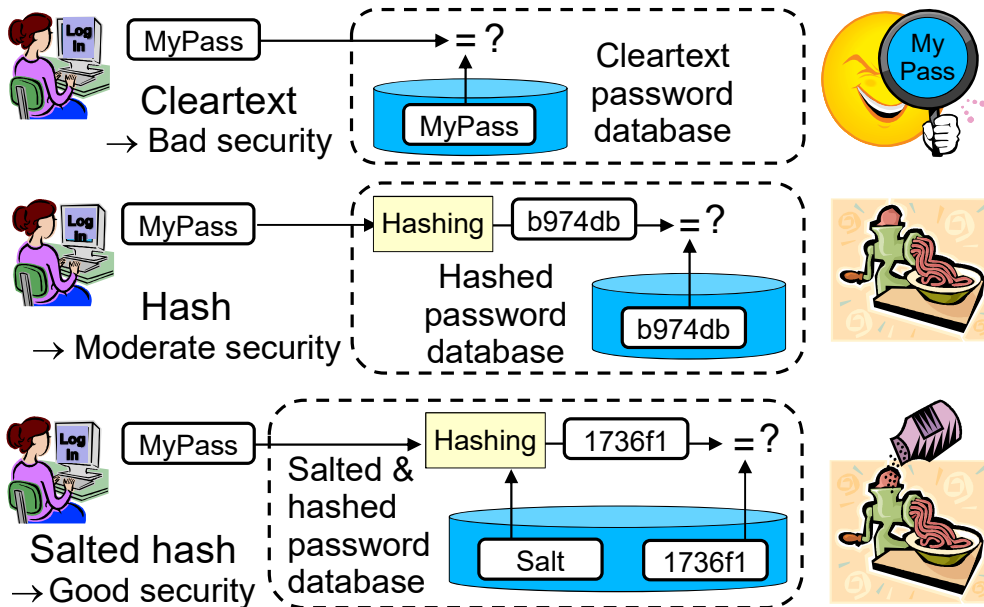 Log
In
MyPass
= ?
Cleartext
password
database
MyPass
My
Pass
Cleartext
→ Bad security
Log
In
MyPass
Hashing
b974db
= ?
Hashed
password
database
b974db
Hash
→ Moderate security
Log
In
MyPass
Hashing
1736f1
= ?
Salted &
hashed
password
database
Salt
1736f1
Salted hash
→ Good security